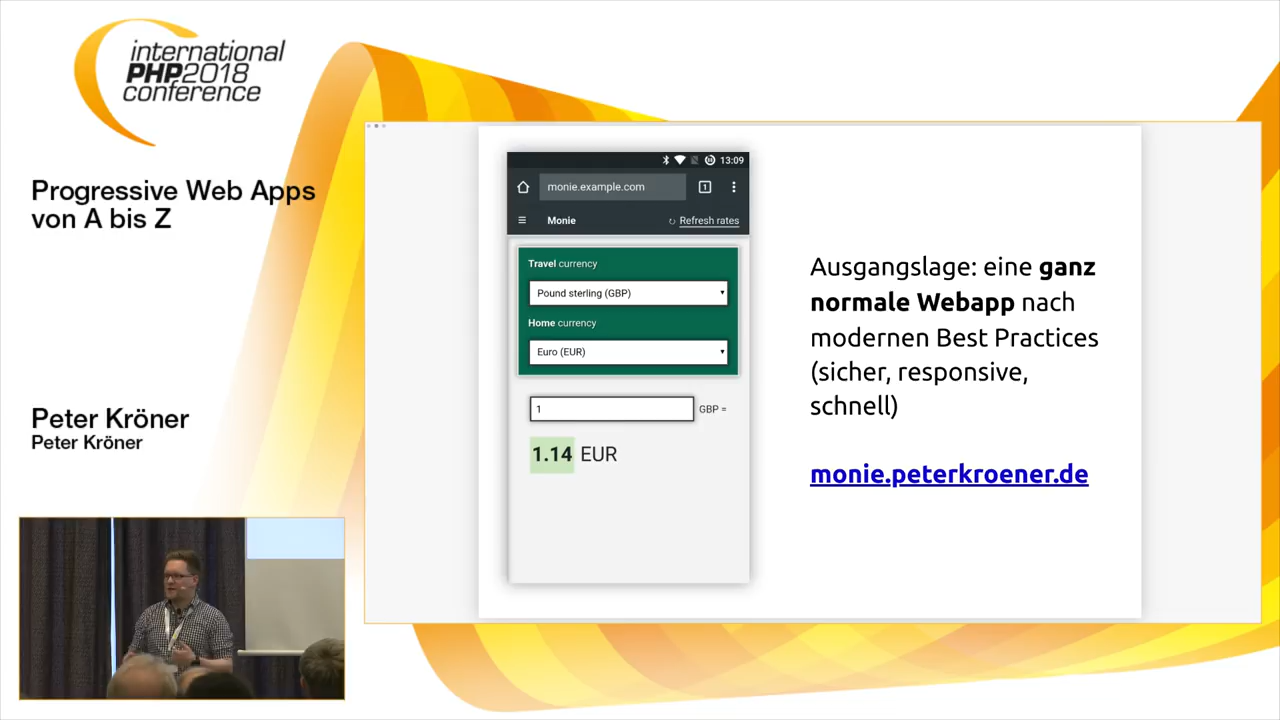 international
PHP2018
conference
Progressive Web Apps
von A bis Z
Peter Kröner
Peter Kröner
13:09
monie.example.com
1
Monie
Refresh rates
Travel currency
Pound sterling (GBP)
Home currency
Euro (EUR)
1
GBP =
1.14 EUR
Ausgangslage: eine ganz
normale Webapp nach
modernen Best Practices
(sicher, responsive,
schnell)
monie.peterkroener.de